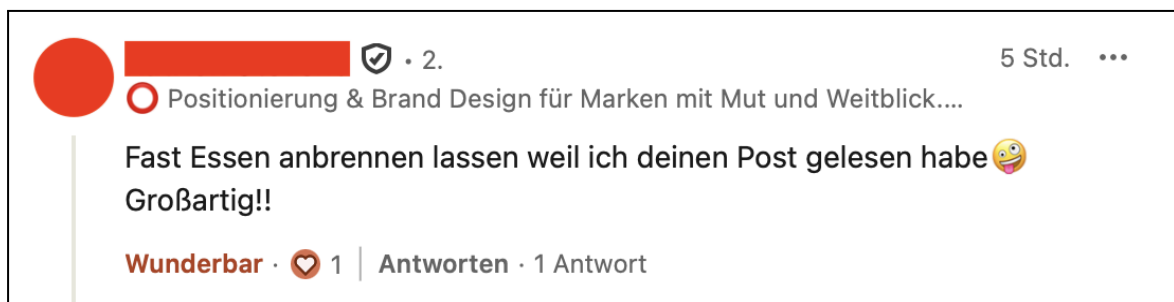 · 2.
5 Std. •••
⭕ Positionierung & Brand Design für Marken mit Mut und Weitblick....
Fast Essen anbrennen lassen weil ich deinen Post gelesen habe🤪
Großartig!!
Wunderbar · 1 | Antworten · 1 Antwort